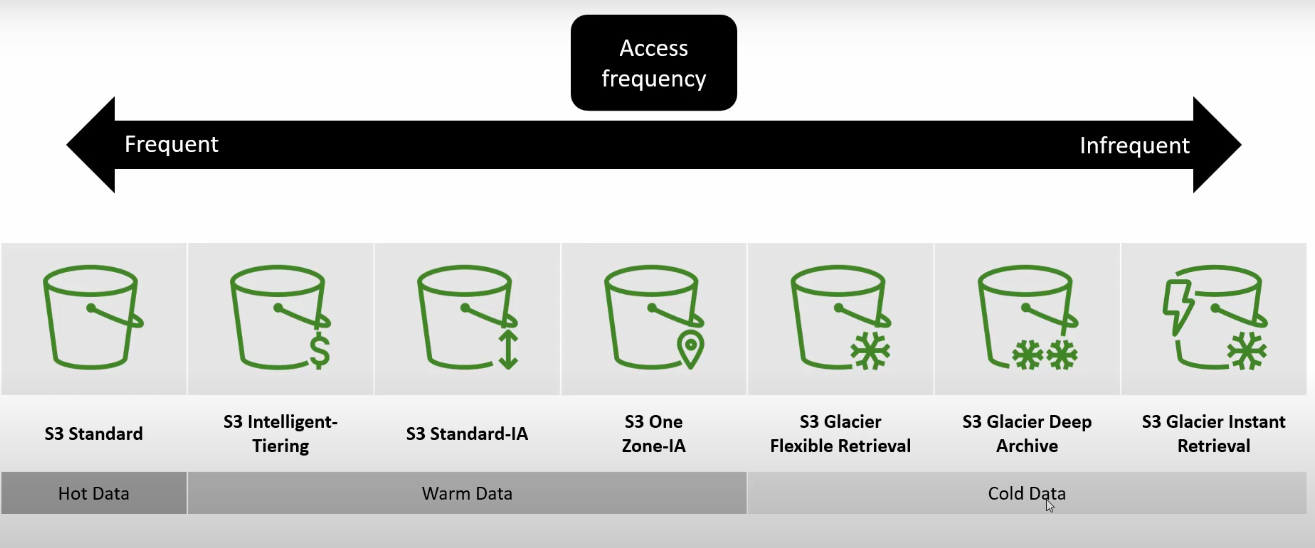 Access
frequency
Frequent
Infrequent
S3 Standard
S3 Intelligent-
Tiering
S3 Standard-IA
S3 One
Zone-IA
S3 Glacier
Flexible Retrieval
S3 Glacier Deep
Archive
S3 Glacier Instant
Retrieval
Hot Data
Warm Data
Cold Data